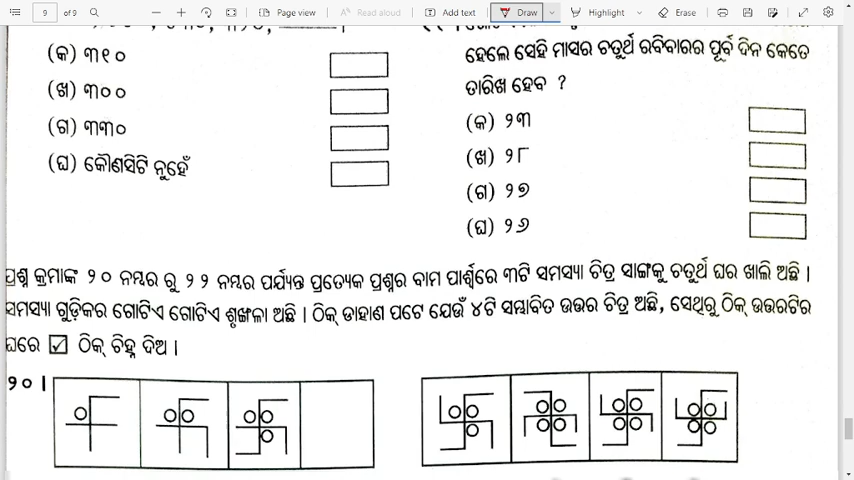 9
of 9
Page view
Read aloud
Add text
Draw
Highlight
Erase
(କ) ୩୧୦
(ଖ) ୩୦୦
(ଗ) ୩୩୦
(ଘ) କୌଣସିଟି ନୁହେଁ
ହେଲେ ସେହି ମାସର ଚତୁର୍ଥ ରବିବାରର ପୂର୍ବ ଦିନ କେତେ
ତାରିଖ ହେବ ?
(କ) ୨୩
(ଖ) ୨୮
(ଗ) ୨୭
(ଘ) ୨୬
ପ୍ରଶ୍ନ କ୍ରମାଙ୍କ ୨୦ ନମ୍ବର ରୁ ୨୨ ନମ୍ବର ପର୍ଯ୍ୟନ୍ତ ପ୍ରତ୍ୟେକ ପ୍ରଶ୍ନର ବାମ ପାର୍ଶ୍ୱରେ ୩ଟି ସମସ୍ୟା ଚିତ୍ର ସାଙ୍ଗକୁ ଚତୁର୍ଥ ଘର ଖାଲି ଅଛି ।
ସମସ୍ୟା ଗୁଡ଼ିକର ଗୋଟିଏ ଗୋଟିଏ ଶୃଙ୍ଖଳା ଅଛି । ଠିକ୍ ଡାହାଣ ପଟେ ଯେଉଁ ୪ଟି ସମ୍ଭାବିତ ଉତ୍ତର ଚିତ୍ର ଅଛି, ସେଥିରୁ ଠିକ୍ ଉତ୍ତରଟିର
ଘରେ ☑ ଠିକ୍ ଚିହ୍ନ ଦିଅ ।
୨୦।